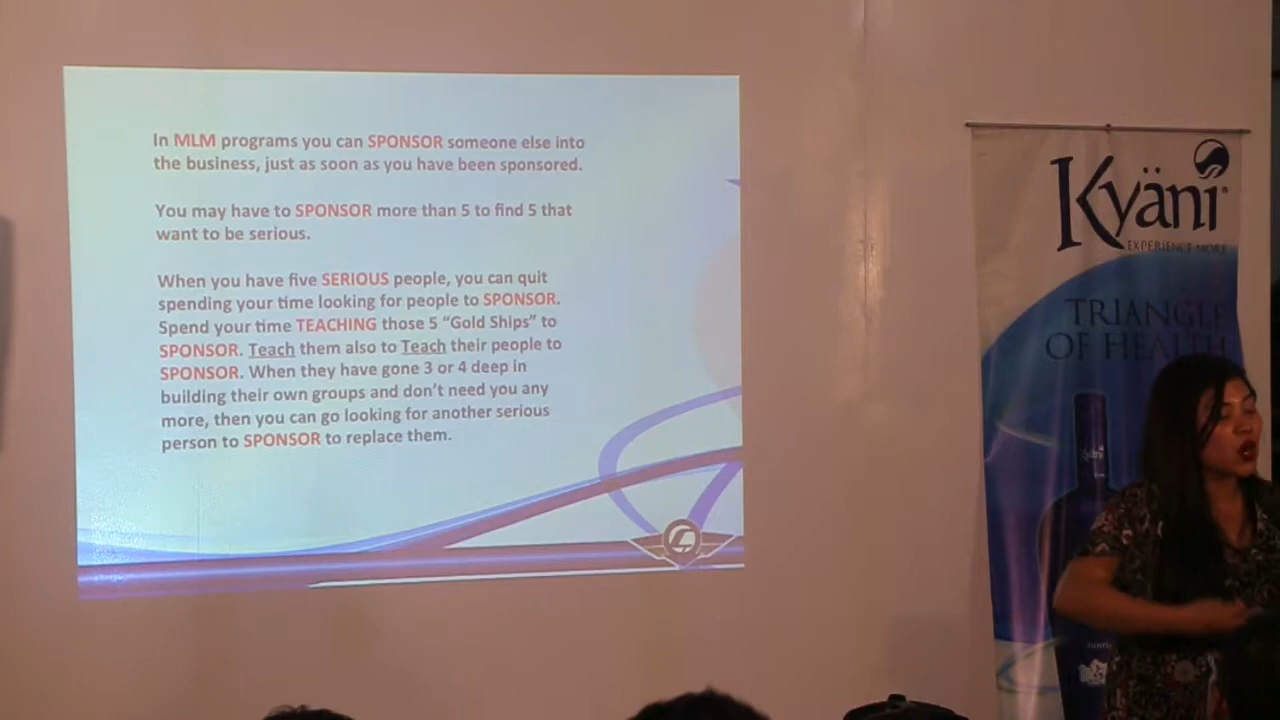 In MLM programs you can SPONSOR someone else into
the business, just as soon as you have been sponsored.
You may have to SPONSOR more than 5 to find 5 that
want to be serious.
When you have five SERIOUS people, you can quit
spending your time looking for people to SPONSOR.
Spend your time TEACHING those 5 “Gold Ships” to
SPONSOR. Teach them also to Teach their people to
SPONSOR. When they have gone 3 or 4 deep in
building their own groups and don’t need you any
more, then you can go looking for another serious
person to SPONSOR to replace them.
Kyäni®
EXPERIENCE MORE
TRIANGLE
OF HEALTH
Kyäni